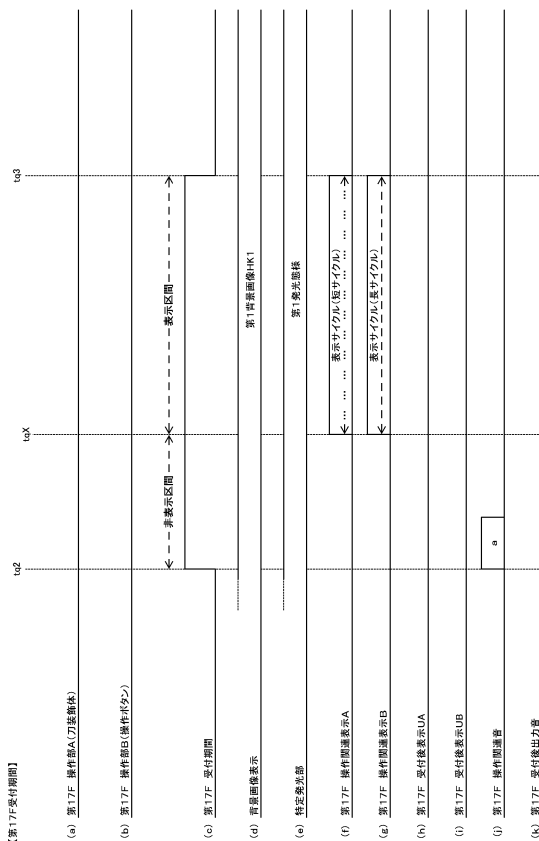 【第17F受付期間】
tq2
tqX
tq3
(a) 第17F 操作部A(刀装飾体)
(b) 第17F 操作部B(操作ボタン)
非表示区間
表示区間
(c) 第17F 受付期間
(d) 背景画像表示
第1背景画像HK1
(e) 特定発光部
第1発光態様
(f) 第17F 操作関連表示A
表示サイクル(短サイクル)
(g) 第17F 操作関連表示B
表示サイクル(長サイクル)
(h) 第17F 受付後表示UA
(i) 第17F 受付後表示UB
(j) 第17F 操作関連音
a
(k) 第17F 受付後出力音